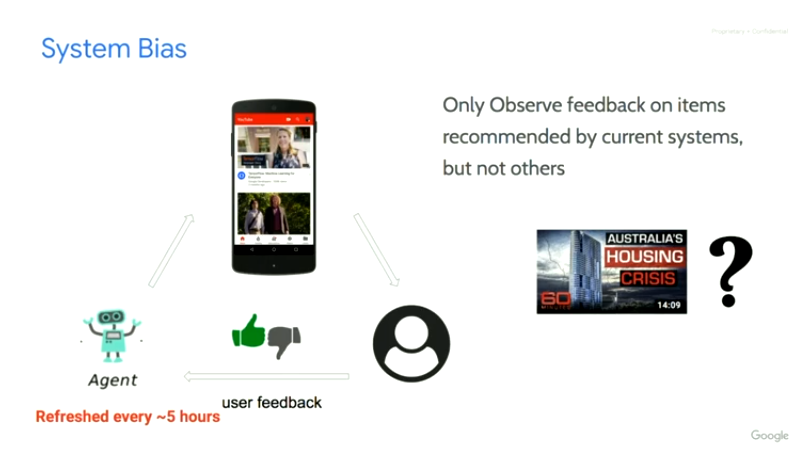 Proprietary + Confidential
System Bias
Only Observe feedback on items
recommended by current systems,
but not others
YouTube
AUSTRALIA'S
HOUSING
CRISIS
60
MINUTES
14:09
?
Agent
user feedback
Refreshed every ~5 hours
Google